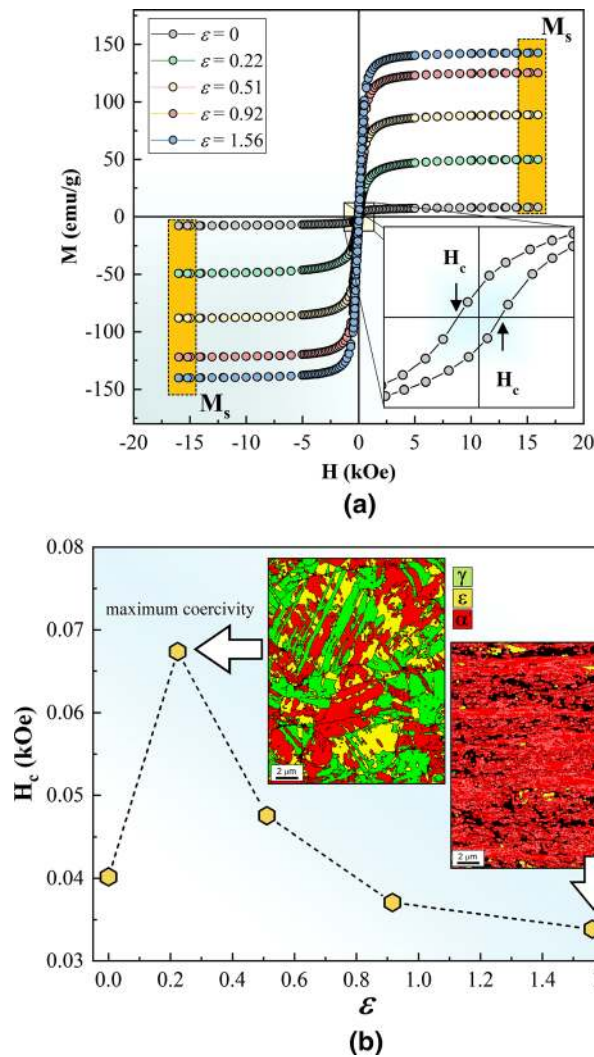 150
100
50
0
-50
-100
-150
M (emu/g)
ε = 0
ε = 0.22
ε = 0.51
ε = 0.92
ε = 1.56
Ms
Ms
Hc
Hc
-20 -15 -10 -5 0 5 10 15 20
H (kOe)
(a)
0.08
0.07
0.06
0.05
0.04
0.03
Hc (kOe)
maximum coercivity
γ
ε
α
2 μm
2 μm
0.0 0.2 0.4 0.6 0.8 1.0 1.2 1.4
ε
(b)